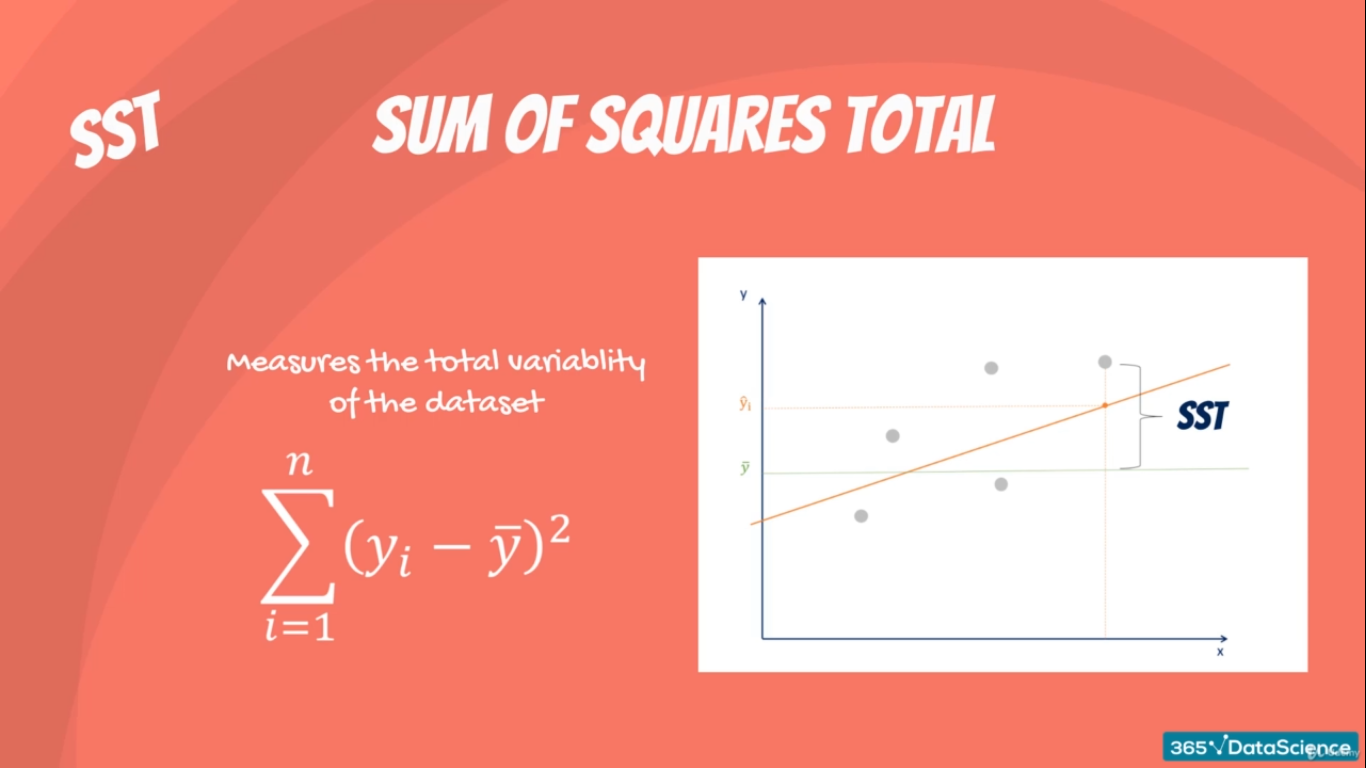 SST
SUM OF SQUARES TOTAL
Measures the total variablity
of the dataset
n
∑(yᵢ − ȳ)²
i=1
y
ŷᵢ
SST
ȳ
x
365 DataScience